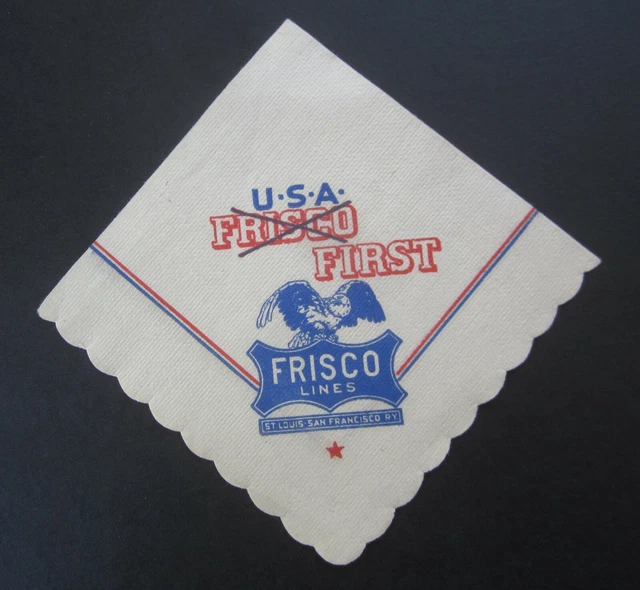 U·S·A·
FRISCO
FIRST
FRISCO
LINES
ST LOUIS-SAN FRANCISCO RY.